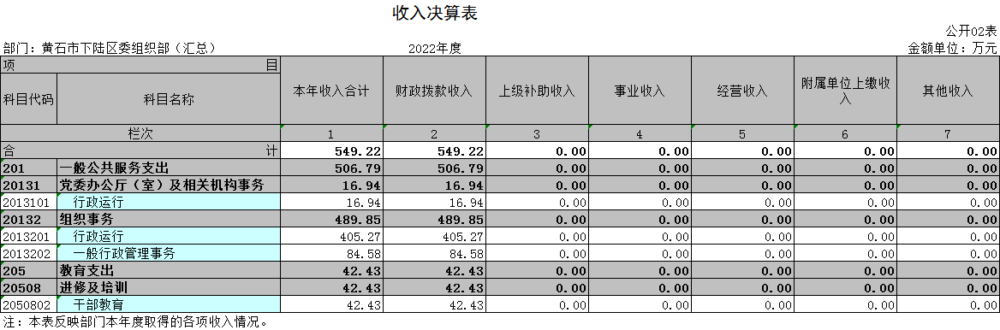 收入决算表
公开02表
部门：黄石市下陆区委组织部（汇总） 2022年度 金额单位：万元
项 目 本年收入合计 财政拨款收入 上级补助收入 事业收入 经营收入 附属单位上缴收入 其他收入
科目代码 科目名称
栏次 1 2 3 4 5 6 7
合 计 549.22 549.22 0.00 0.00 0.00 0.00 0.00
201 一般公共服务支出 506.79 506.79 0.00 0.00 0.00 0.00 0.00
20131 党委办公厅（室）及相关机构事务 16.94 16.94 0.00 0.00 0.00 0.00 0.00
2013101 行政运行 16.94 16.94 0.00 0.00 0.00 0.00 0.00
20132 组织事务 489.85 489.85 0.00 0.00 0.00 0.00 0.00
2013201 行政运行 405.27 405.27 0.00 0.00 0.00 0.00 0.00
2013202 一般行政管理事务 84.58 84.58 0.00 0.00 0.00 0.00 0.00
205 教育支出 42.43 42.43 0.00 0.00 0.00 0.00 0.00
20508 进修及培训 42.43 42.43 0.00 0.00 0.00 0.00 0.00
2050802 干部教育 42.43 42.43 0.00 0.00 0.00 0.00 0.00
注：本表反映部门本年度取得的各项收入情况。